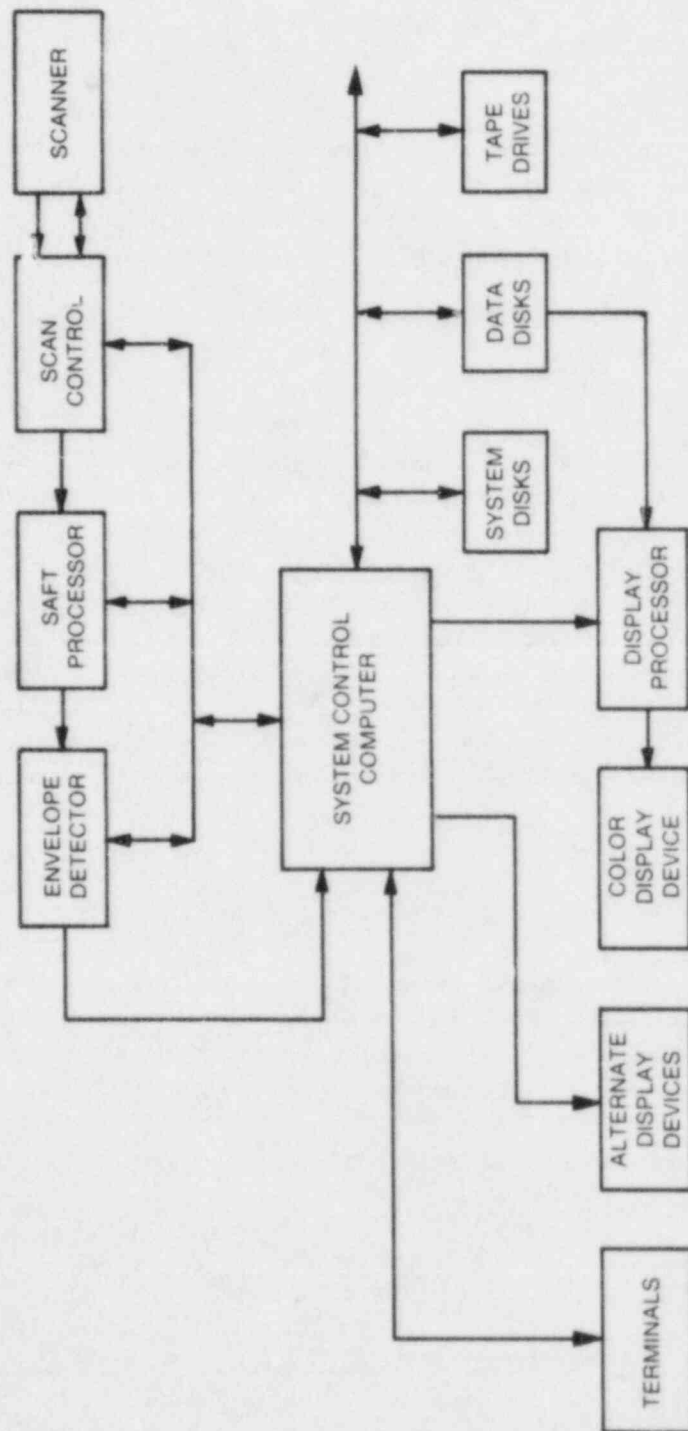 SCANNER
SCAN
CONTROL
SAFT
PROCESSOR
ENVELOPE
DETECTOR
SYSTEM CONTROL
COMPUTER
TAPE
DRIVES
DATA
DISKS
SYSTEM
DISKS
DISPLAY
PROCESSOR
COLOR
DISPLAY
DEVICE
ALTERNATE
DISPLAY
DEVICES
TERMINALS